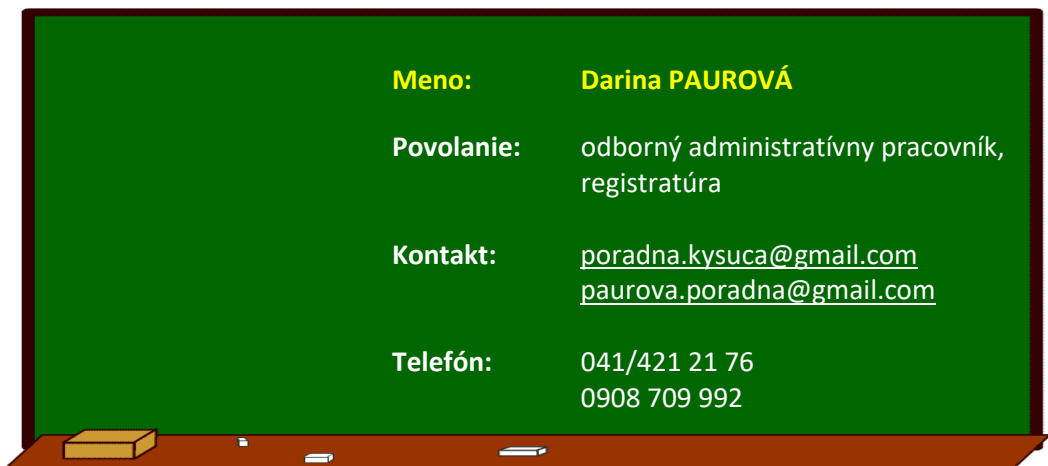 Meno: Darina PAUROVÁ
Povolanie: odborný administratívny pracovník,
registratúra
Kontakt: poradna.kysuca@gmail.com
paurova.poradna@gmail.com
Telefón: 041/421 21 76
0908 709 992